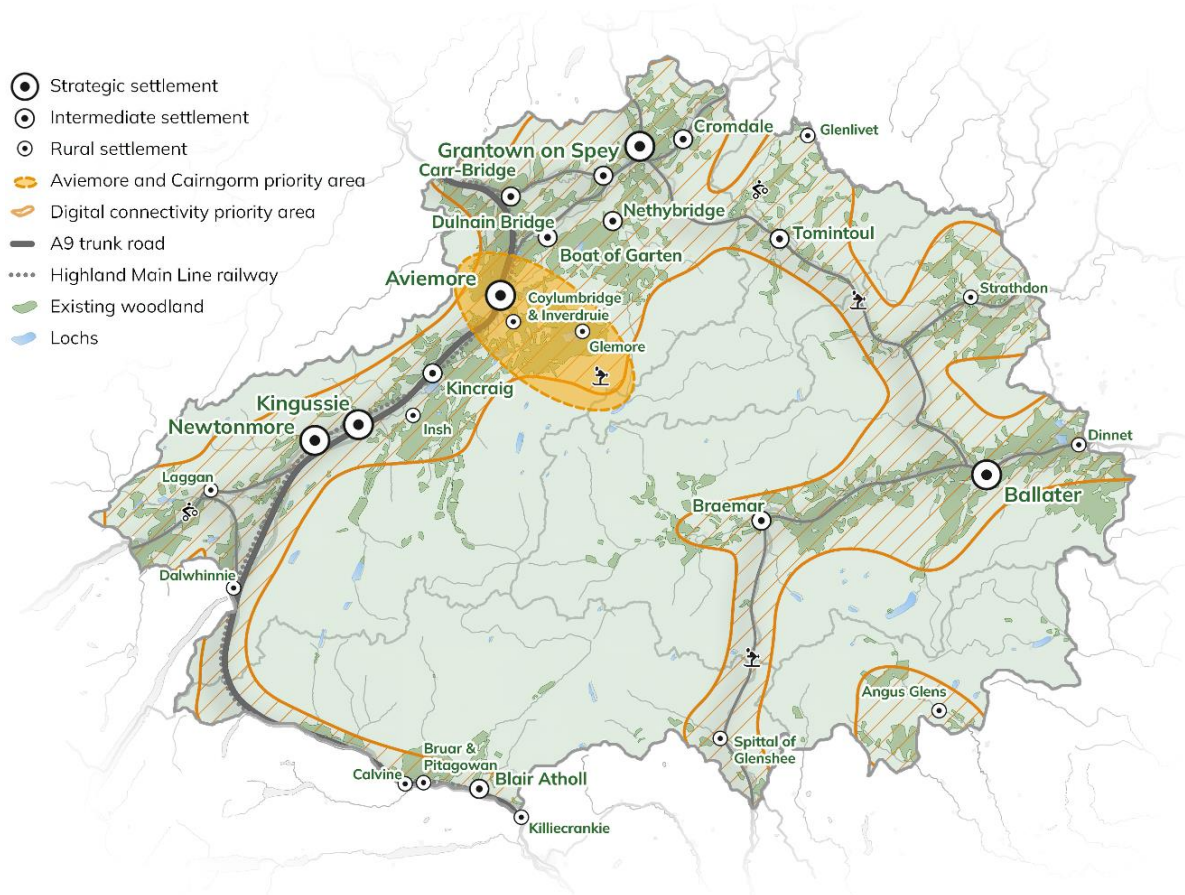 Strategic settlement
Intermediate settlement
Rural settlement
Aviemore and Cairngorm priority area
Digital connectivity priority area
A9 trunk road
Highland Main Line railway
Existing woodland
Lochs
Cromdale
Glenlivet
Grantown on Spey
Carr-Bridge
Nethybridge
Dulnain Bridge
Tomintoul
Boat of Garten
Aviemore
Strathdon
Coylumbridge
& Inverdruie
Glemore
Kincraig
Kingussie
Newtonmore
Insh
Dinnet
Laggan
Ballater
Braemar
Dalwhinnie
Angus Glens
Spittal of
Glenshee
Bruar &
Pitagowan
Calvine
Blair Atholl
Killiecrankie